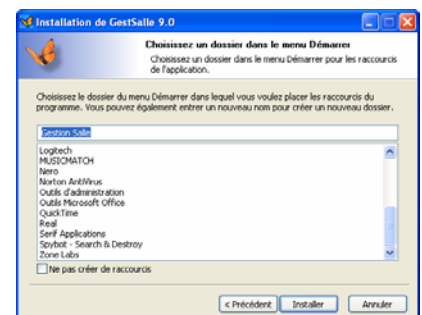 Installation de GestSalle 9.0
Choisissez un dossier dans le menu Démarrer
Choisissez un dossier dans le menu Démarrer pour les raccourcis
de l'application.
Choisissez le dossier du menu Démarrer dans lequel vous voulez placer les raccourcis du
programme. Vous pouvez également entrer un nouveau nom pour créer un nouveau dossier.
Gestion Salle
Logitech
MUSICMATCH
Nero
Norton AntiVirus
Outils d'administration
Outils Microsoft Office
QuickTime
Real
Serif Applications
Spybot - Search & Destroy
Zone Labs
Ne pas créer de raccourcis
< Précédent
Installer
Annuler